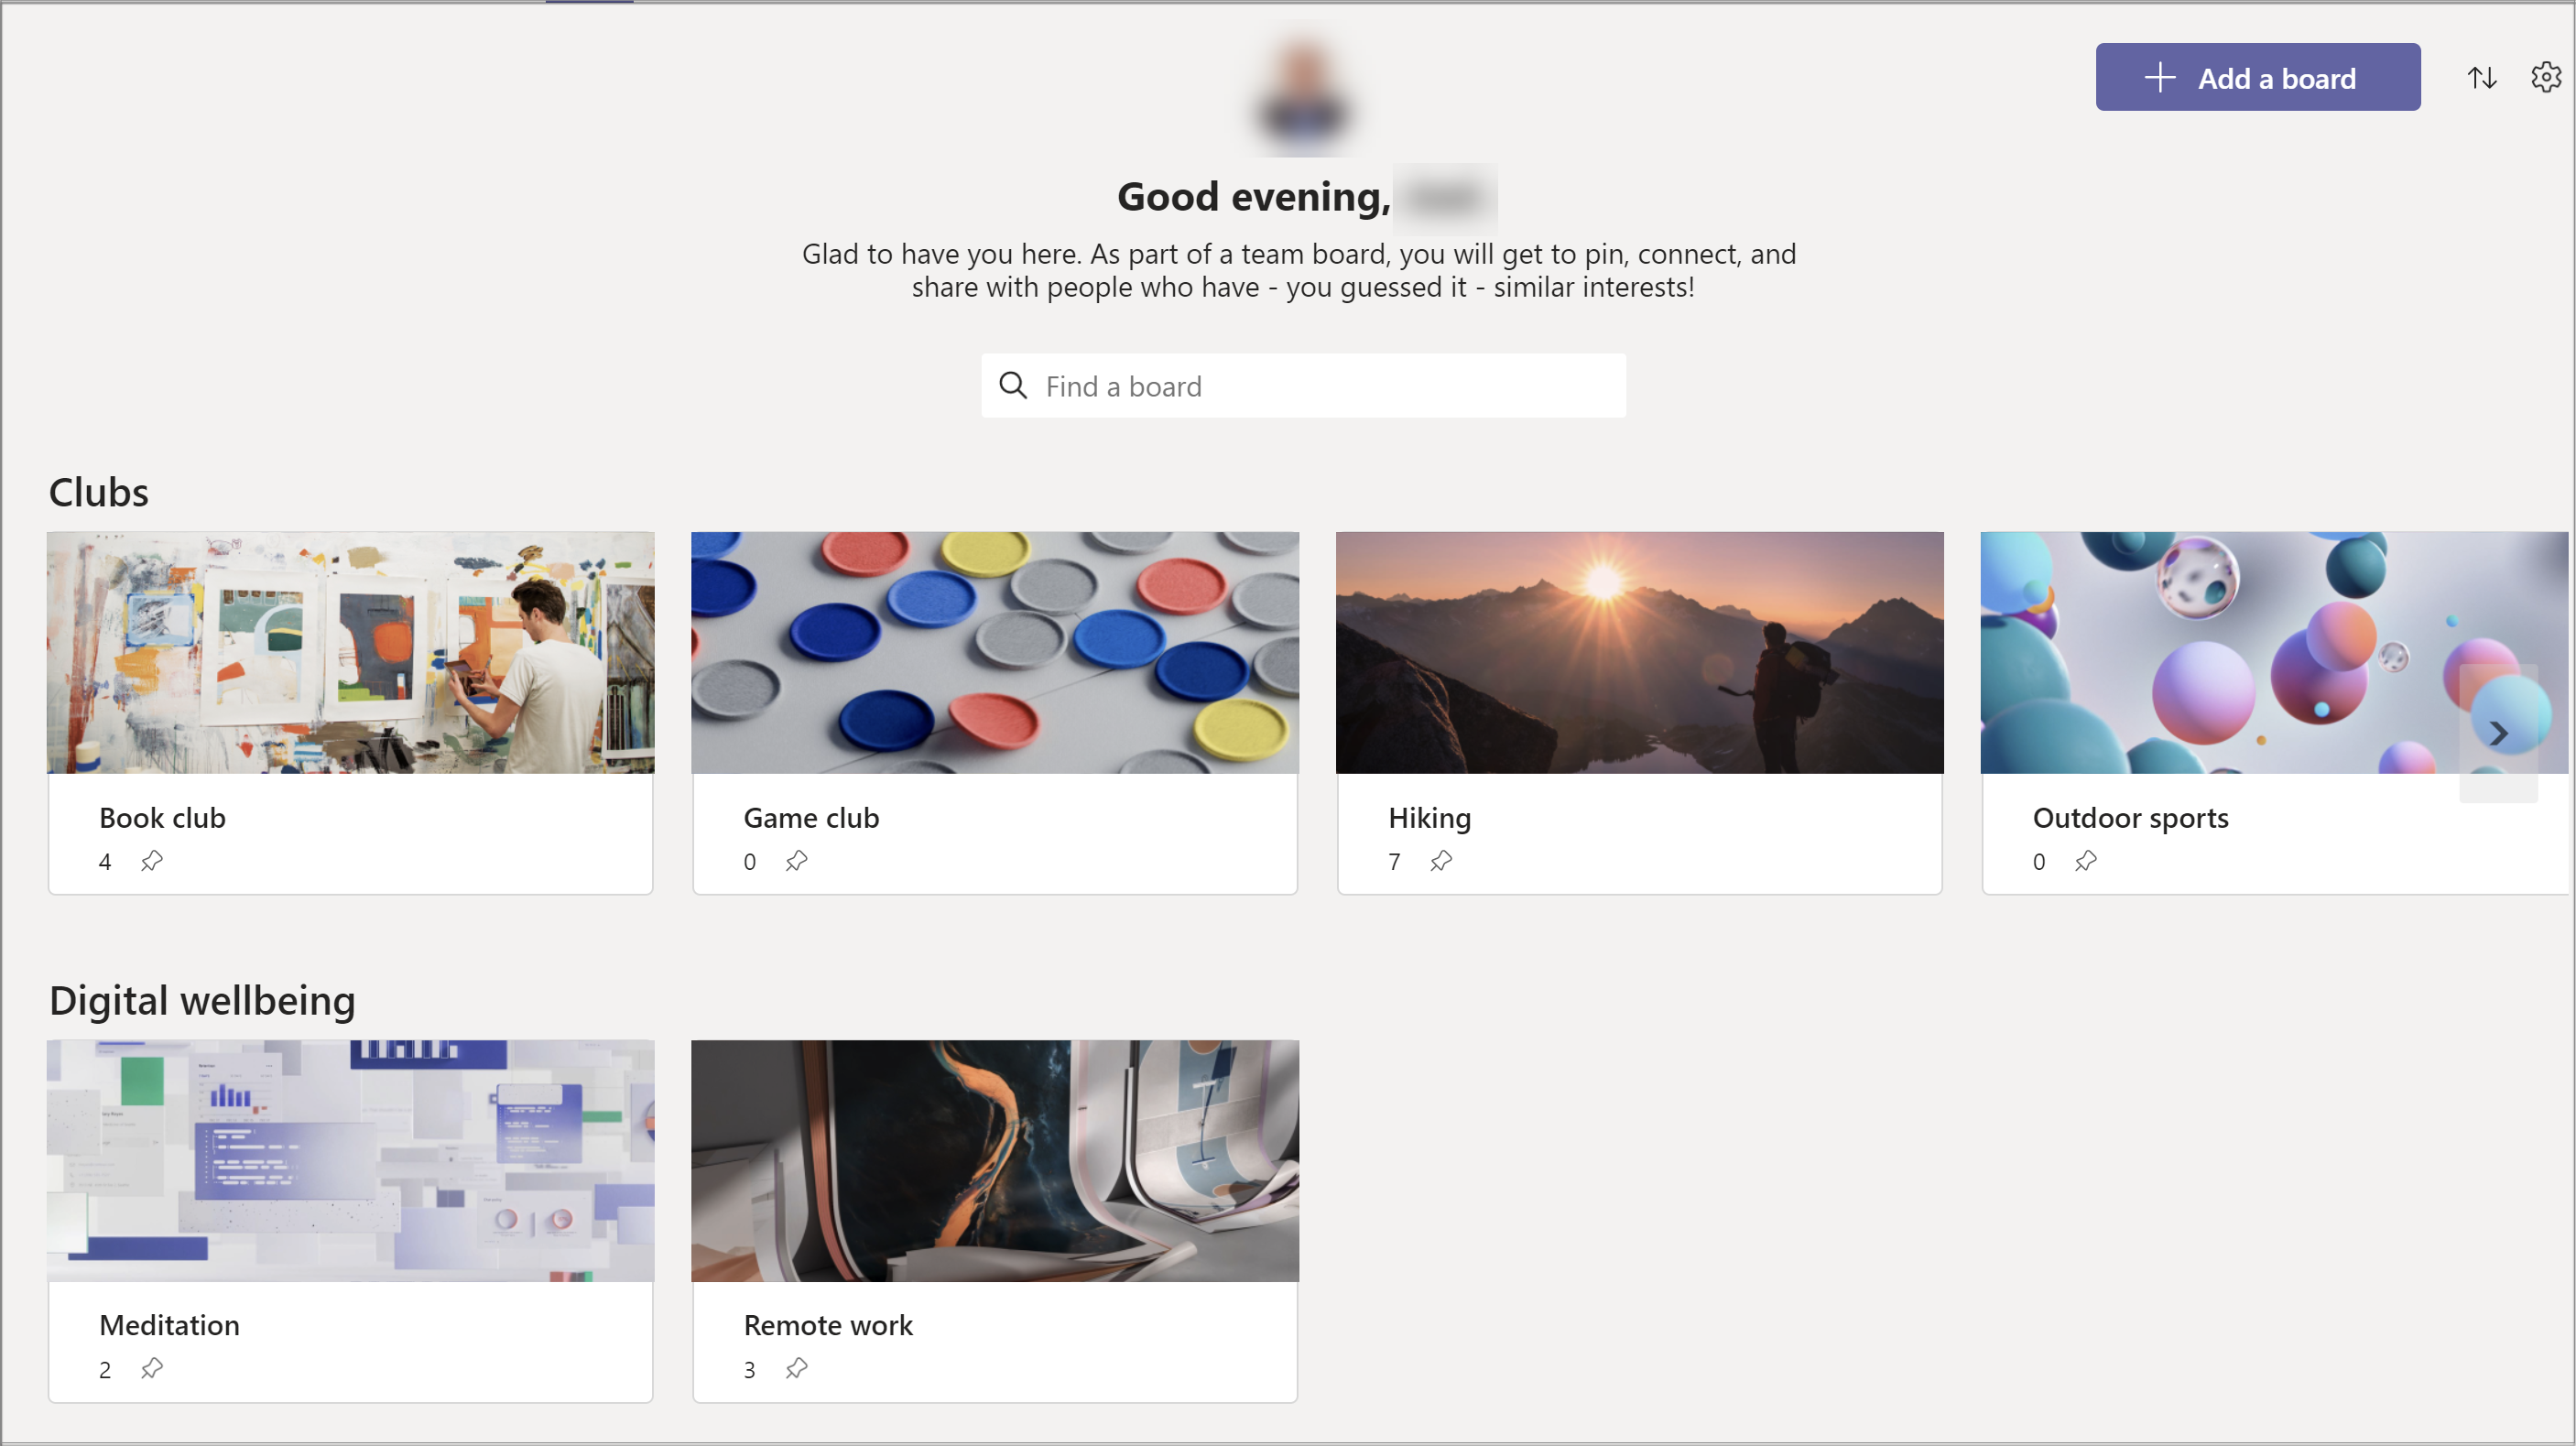 Add a board
Good evening,
Glad to have you here. As part of a team board, you will get to pin, connect, and
share with people who have - you guessed it - similar interests!
Find a board
Clubs
Book club
4
Game club
0
Hiking
7
Outdoor sports
0
Digital wellbeing
Meditation
2
Remote work
3